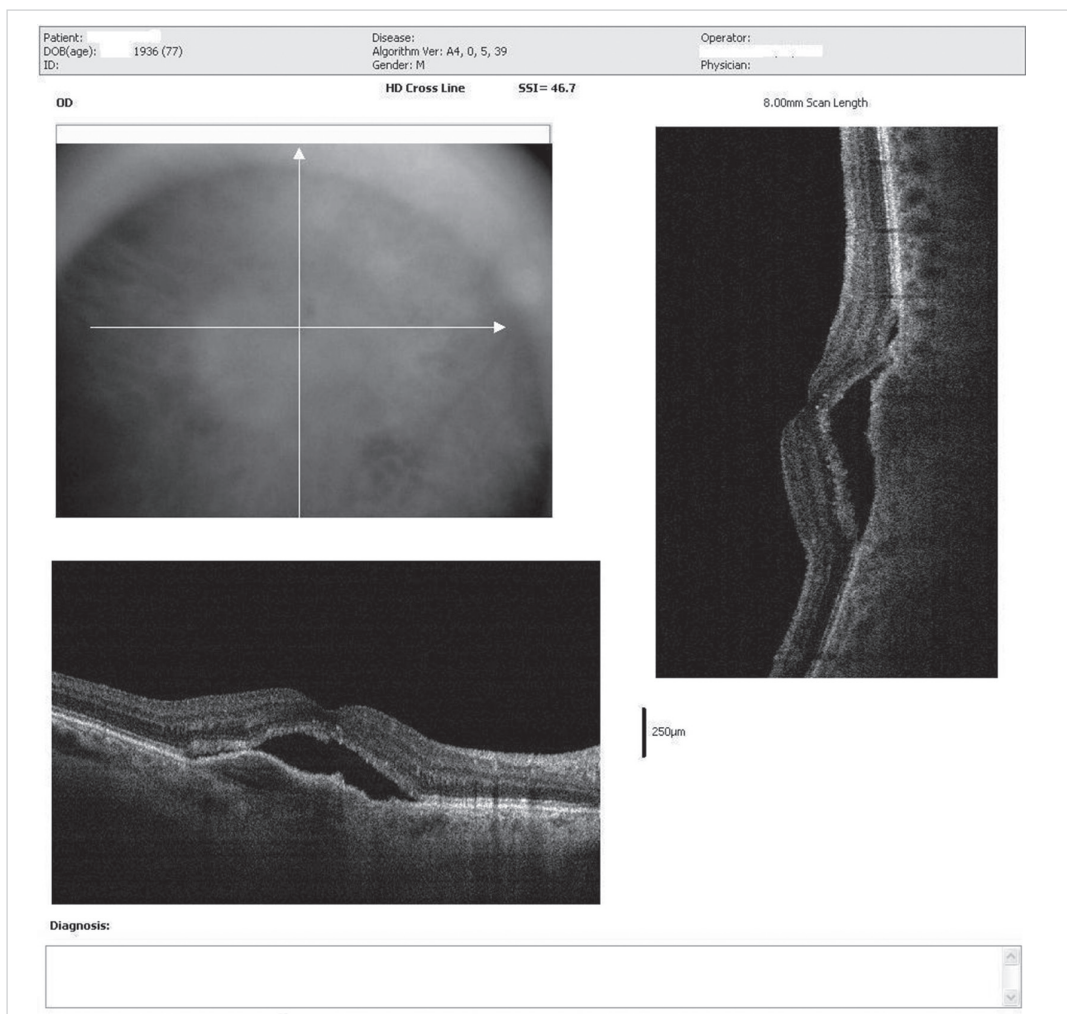 Patient:
DOB(age): 1936 (77)
ID:
Disease:
Algorithm Ver: A4, 0, 5, 39
Gender: M
Operator:
Physician:
HD Cross Line SSI= 46.7
OD
8.00mm Scan Length
250µm
Diagnosis: